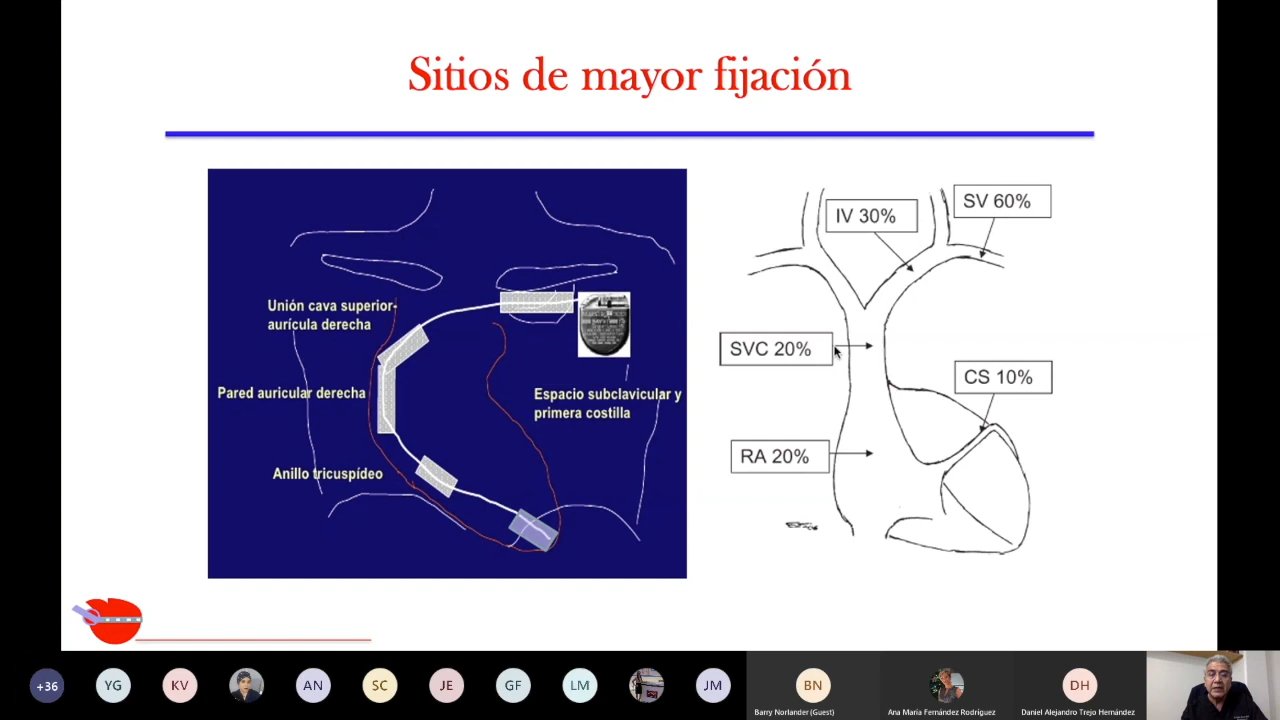 Sitios de mayor fijación
Unión cava superior-
aurícula derecha
Pared auricular derecha
Anillo tricuspídeo
Espacio subclavicular y
primera costilla
IV 30%
SV 60%
SVC 20%
CS 10%
RA 20%
+36
YG
KV
AN
SC
JE
GF
LM
JM
BN
DH
Barry Norlander (Guest)
Ana María Fernández Rodríguez
Daniel Alejandro Trejo Hernández